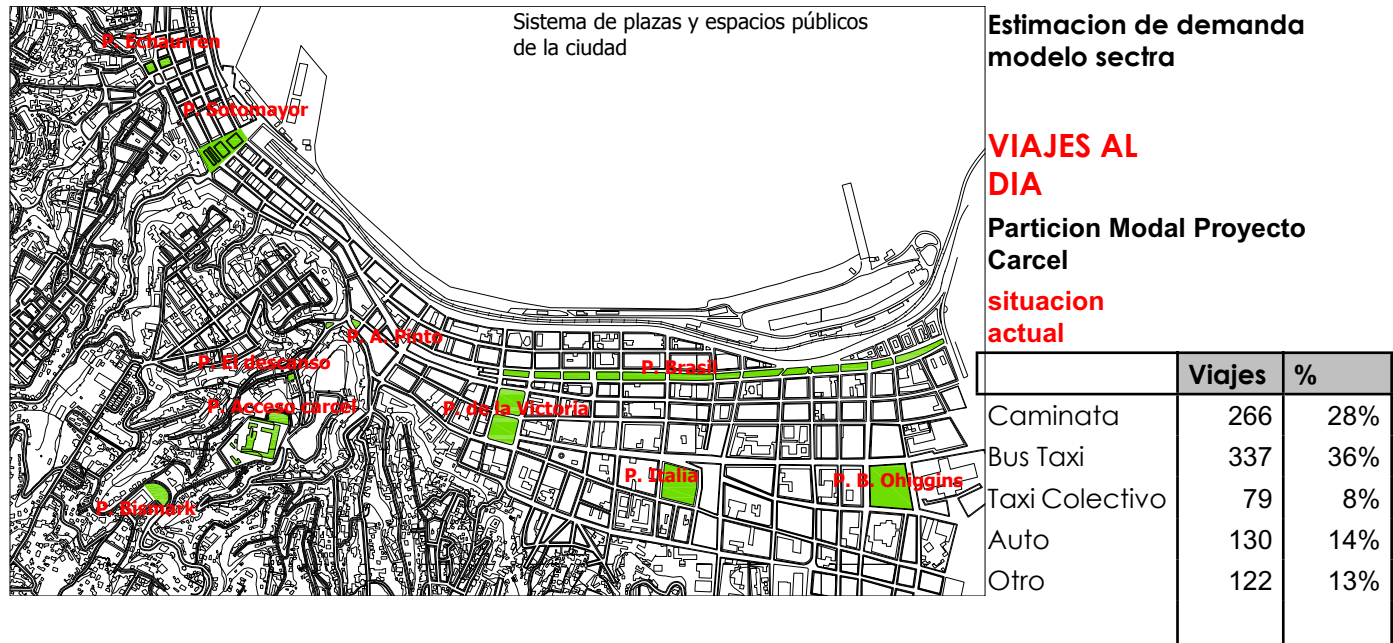 Sistema de plazas y espacios públicos
de la ciudad
P. Echaurren
P. Sotomayor
P. A. Pinto
P. El descanso
P. Brasil
P. Acceso carcel
P. de la Victoria
P. Italia
P. B. Ohiggins
P. Bismark
Estimacion de demanda
modelo sectra
VIAJES AL
DIA
Particion Modal Proyecto
Carcel
situacion
actual
Viajes %
Caminata 266 28%
Bus Taxi 337 36%
Taxi Colectivo 79 8%
Auto 130 14%
Otro 122 13%